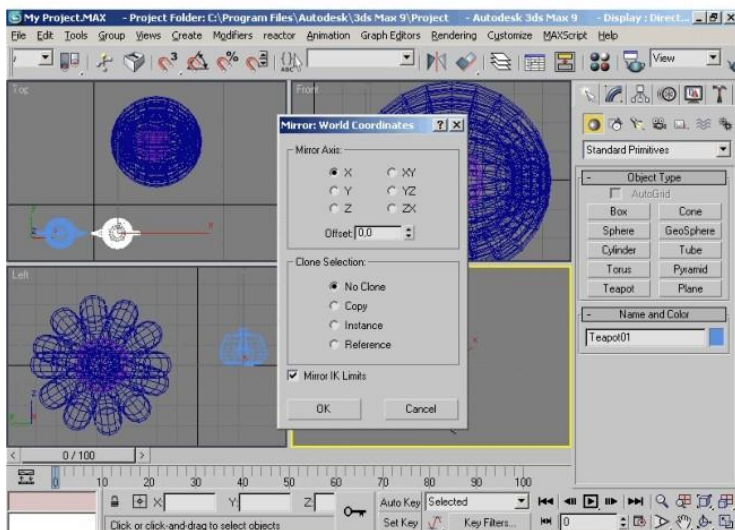 My Project.MAX - Project Folder: C:\Program Files\Autodesk\3ds Max 9\Project - Autodesk 3ds Max 9 - Display : Direct...
File Edit Tools Group Views Create Modifiers reactor Animation Graph Editors Rendering Customize MAXScript Help
View
Top
Front
Mirror: World Coordinates
Mirror Axis:
X XY
Y YZ
Z ZX
Offset: 0,0
Clone Selection:
No Clone
Copy
Instance
Reference
Mirror IK Limits
OK Cancel
Left
Standard Primitives
- Object Type
AutoGrid
Box Cone
Sphere GeoSphere
Cylinder Tube
Torus Pyramid
Teapot Plane
- Name and Color
Teapot01
0 / 100
0 10 20 30 40 50 60 70 80 90 100
X: Y: Z: Auto Key Selected
Click or click-and-drag to select objects Set Key Key Filters... 0